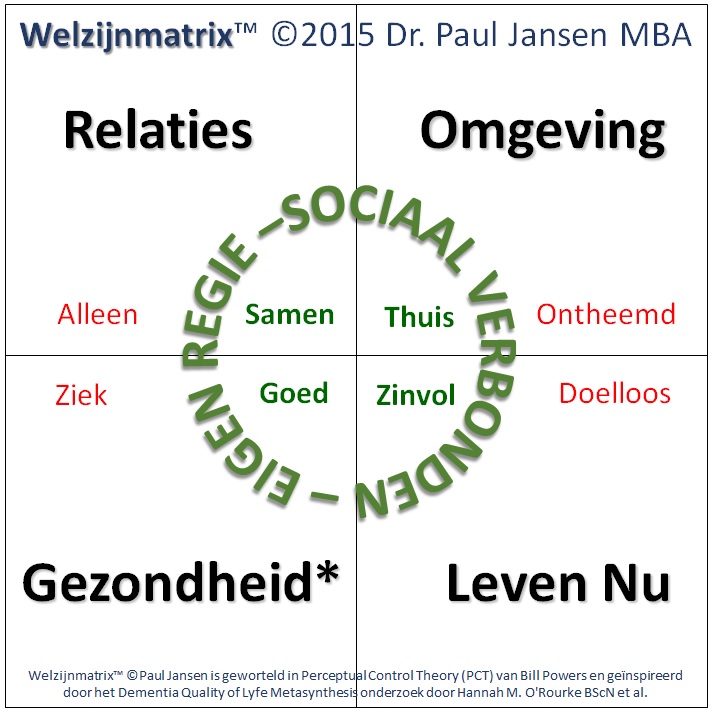 Welzijnmatrix™ ©2015 Dr. Paul Jansen MBA
Relaties
Omgeving
EIGEN REGIE – SOCIAAL VERBONDEN –
Alleen
Samen
Thuis
Ontheemd
Ziek
Goed
Zinvol
Doelloos
Gezondheid*
Leven Nu
Welzijnmatrix™ ©Paul Jansen is geworteld in Perceptual Control Theory (PCT) van Bill Powers en geïnspireerd
door het Dementia Quality of Lyfe Metasynthesis onderzoek door Hannah M. O'Rourke BScN et al.